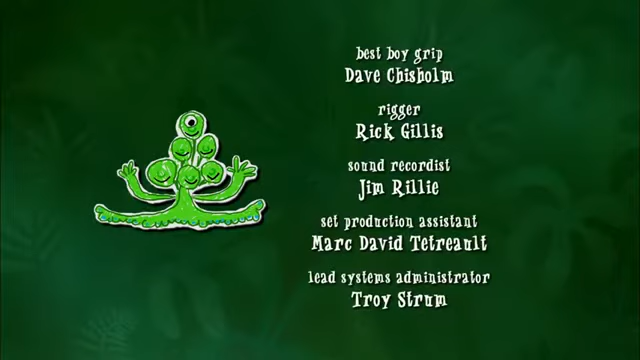 best boy grip
Dave Chisholm
rigger
Rick Gillis
sound recordist
Jim Rillie
set production assistant
Marc David Tetreault
lead systems administrator
Troy Strum